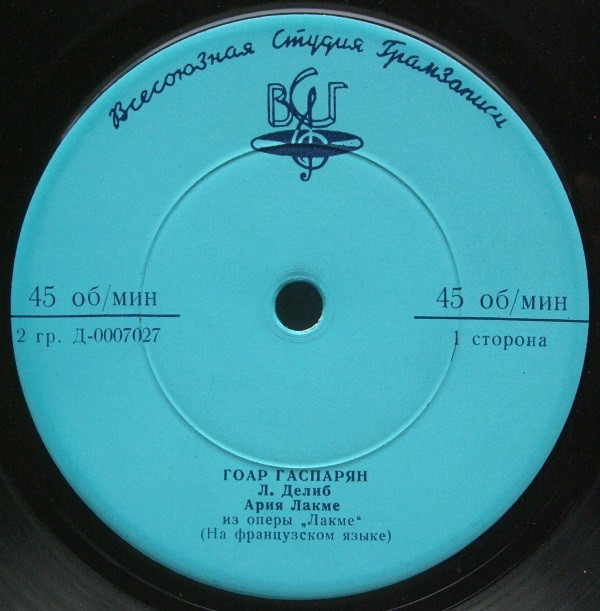 Всесоюзная Студия Грамзаписи
ВСГ
45 об/мин
2 гр. Д-0007027
45 об/мин
1 сторона
ГОАР ГАСПАРЯН
Л. Делиб
Ария Лакме
из оперы „Лакме“
(На французском языке)